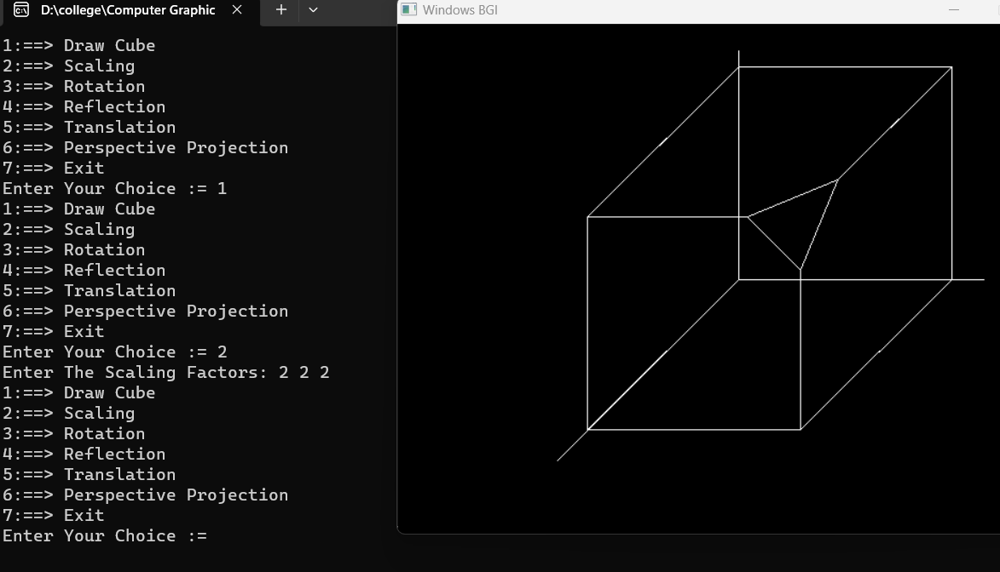 D:\college\Computer Graphic
Windows BGI
1:==> Draw Cube
2:==> Scaling
3:==> Rotation
4:==> Reflection
5:==> Translation
6:==> Perspective Projection
7:==> Exit
Enter Your Choice := 1
1:==> Draw Cube
2:==> Scaling
3:==> Rotation
4:==> Reflection
5:==> Translation
6:==> Perspective Projection
7:==> Exit
Enter Your Choice := 2
Enter The Scaling Factors: 2 2 2
1:==> Draw Cube
2:==> Scaling
3:==> Rotation
4:==> Reflection
5:==> Translation
6:==> Perspective Projection
7:==> Exit
Enter Your Choice :=